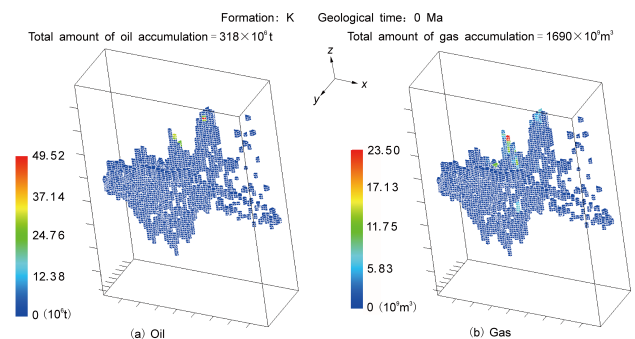 Formation: K    Geological time: 0 Ma
Total amount of oil accumulation = 318×10⁶t    Total amount of gas accumulation = 1690×10⁹m³
z
x
y
49.52
37.14
24.76
12.38
0 (10⁶t)
23.50
17.13
11.75
5.83
0 (10⁹m³)
(a) Oil
(b) Gas